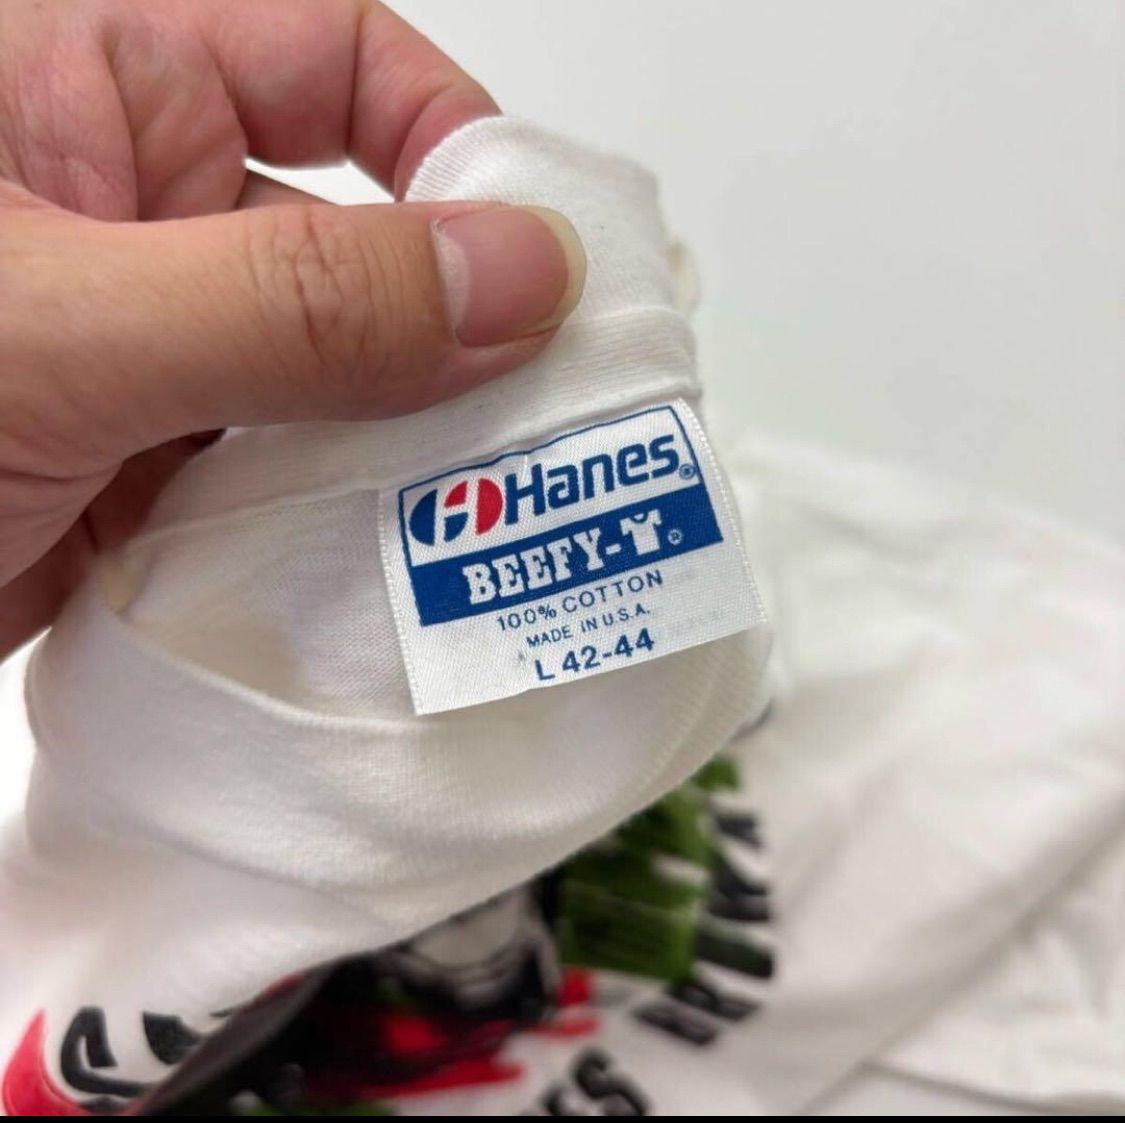 Hanes®
BEEFY-T®
100% COTTON
MADE IN U.S.A.
L 42-44